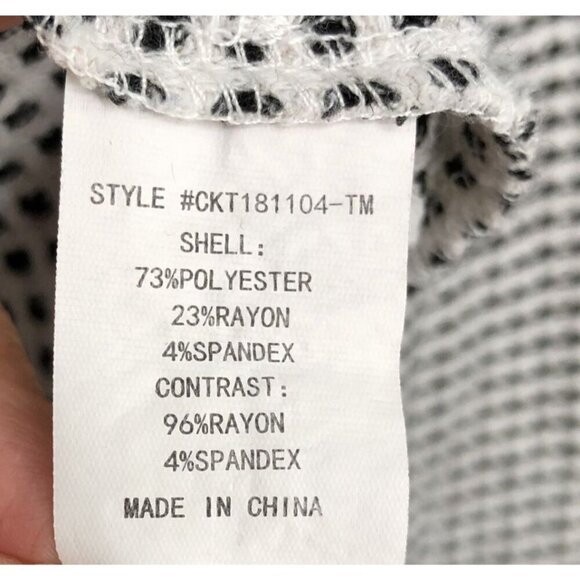 STYLE #CKT181104-TM
SHELL:
73%POLYESTER
23%RAYON
4%SPANDEX
CONTRAST:
96%RAYON
4%SPANDEX
MADE IN CHINA